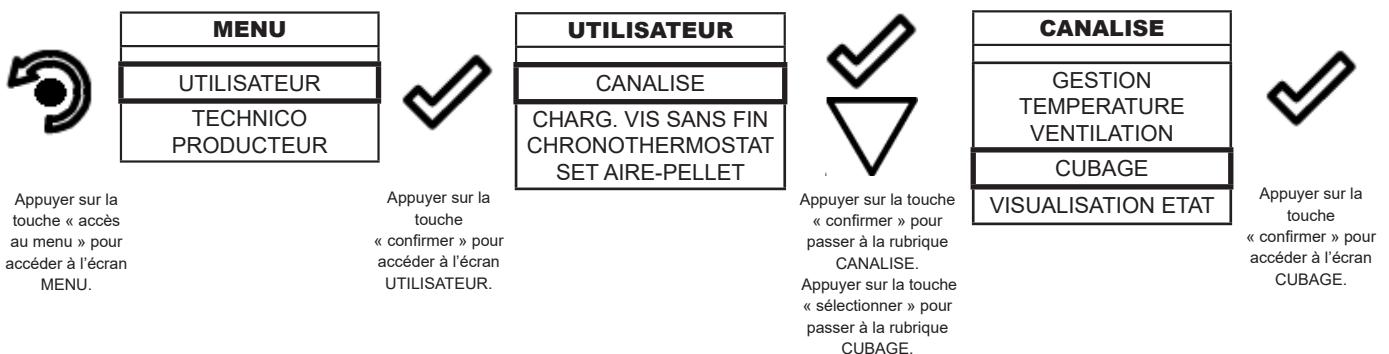 MENU
UTILISATEUR
TECHNICO
PRODUCTEUR
Appuyer sur la
touche « accès
au menu » pour
accéder à l’écran
MENU.
Appuyer sur la
touche
« confirmer » pour
accéder à l’écran
UTILISATEUR.
UTILISATEUR
CANALISE
CHARG. VIS SANS FIN
CHRONOTHERMOSTAT
SET AIRE-PELLET
Appuyer sur la touche
« confirmer » pour
passer à la rubrique
CANALISE.
Appuyer sur la touche
« sélectionner » pour
passer à la rubrique
CUBAGE.
CANALISE
GESTION
TEMPERATURE
VENTILATION
CUBAGE
VISUALISATION ETAT
Appuyer sur la
touche
« confirmer » pour
accéder à l’écran
CUBAGE.